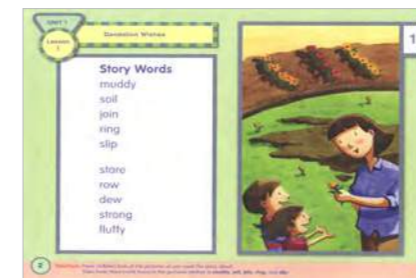 UNIT 1
Lesson
1
Dandelion Wishes
Story Words
muddy
soil
join
ring
slip
stare
row
dew
strong
fluffy
1
2